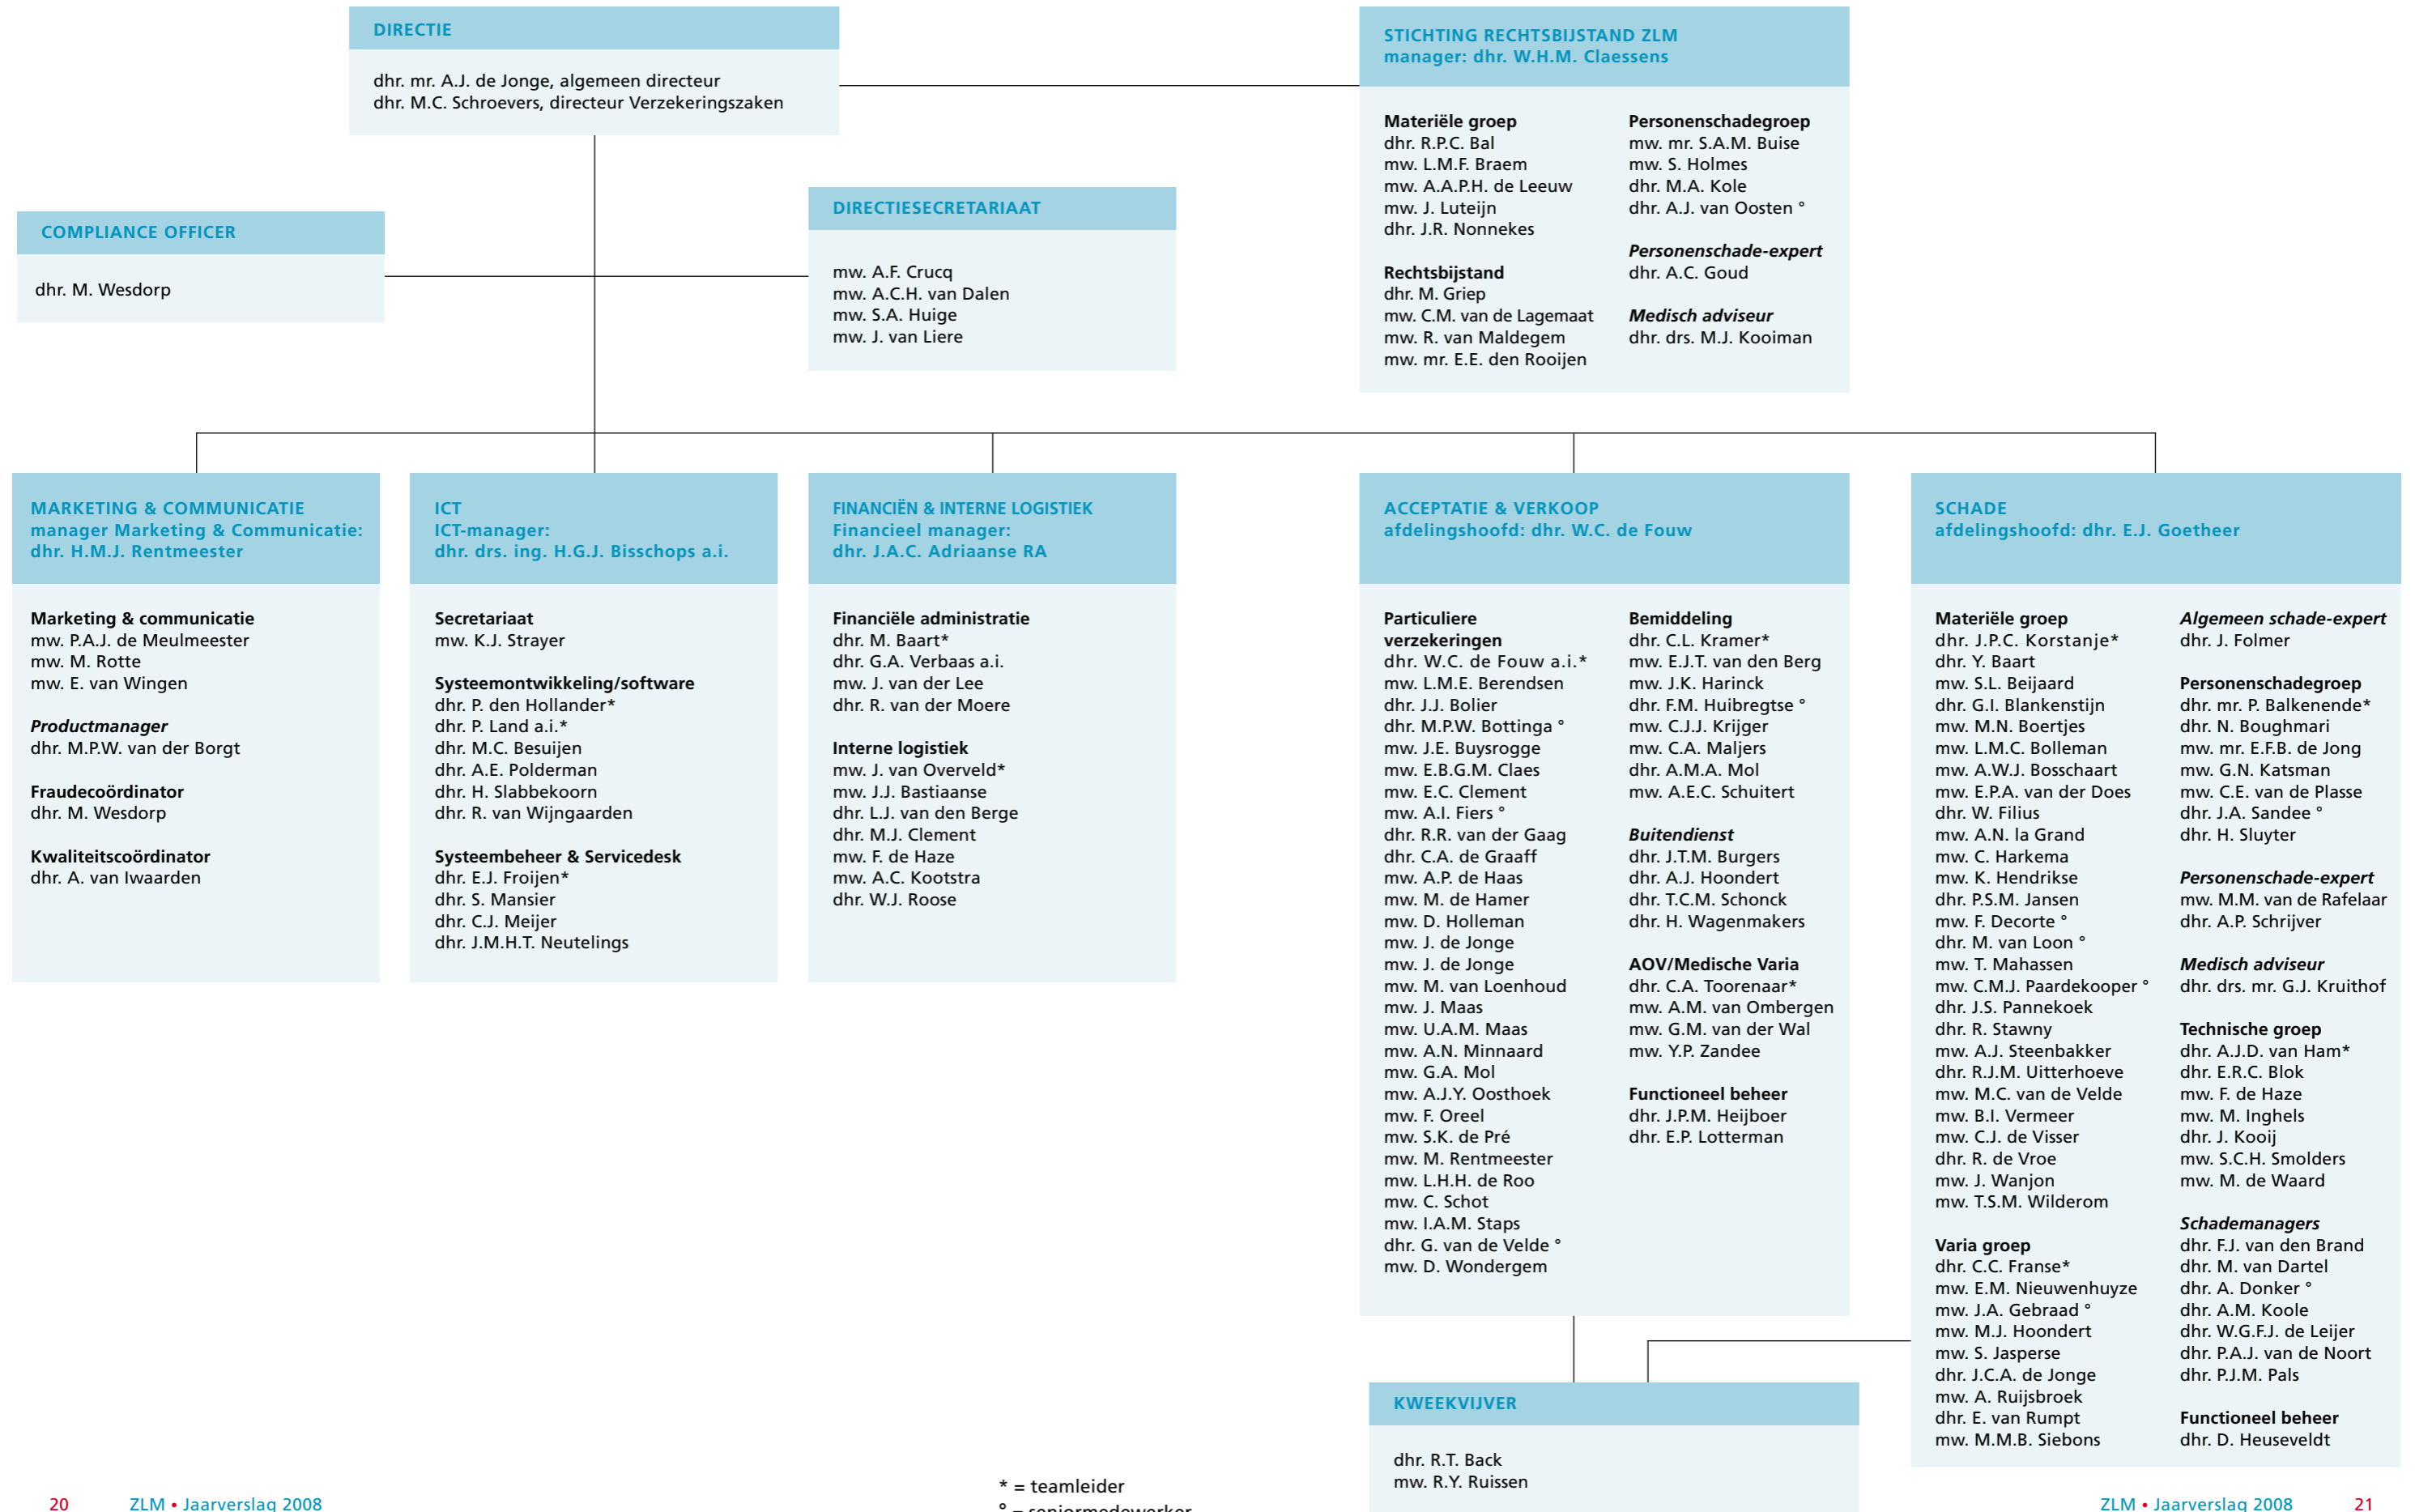 DIRECTIE
dhr. mr. A.J. de Jonge, algemeen directeur
dhr. M.C. Schroevers, directeur Verzekeringszaken
STICHTING RECHTSBIJSTAND ZLM
manager: dhr. W.H.M. Claessens
Materiële groep
dhr. R.P.C. Bal
mw. L.M.F. Braem
mw. A.A.P.H. de Leeuw
mw. J. Luteijn
dhr. J.R. Nonnekes
Rechtsbijstand
dhr. M. Griep
mw. C.M. van de Lagemaat
mw. R. van Maldegem
mw. mr. E.E. den Rooijen
Personenschadegroep
mw. mr. S.A.M. Buise
mw. S. Holmes
dhr. M.A. Kole
dhr. A.J. van Oosten °
Personenschade-expert
dhr. A.C. Goud
Medisch adviseur
dhr. drs. M.J. Kooiman
COMPLIANCE OFFICER
dhr. M. Wesdorp
DIRECTIESECRETARIAAT
mw. A.F. Crucq
mw. A.C.H. van Dalen
mw. S.A. Huige
mw. J. van Liere
MARKETING & COMMUNICATIE
manager Marketing & Communicatie:
dhr. H.M.J. Rentmeester
Marketing & communicatie
mw. P.A.J. de Meulmeester
mw. M. Rotte
mw. E. van Wingen
Productmanager
dhr. M.P.W. van der Borgt
Fraudecoördinator
dhr. M. Wesdorp
Kwaliteitscoördinator
dhr. A. van Iwaarden
ICT
ICT-manager:
dhr. drs. ing. H.G.J. Bisschops a.i.
Secretariaat
mw. K.J. Strayer
Systeemontwikkeling/software
dhr. P. den Hollander*
dhr. P. Land a.i.*
dhr. M.C. Besuijen
dhr. A.E. Polderman
dhr. H. Slabbekoorn
dhr. R. van Wijngaarden
Systeembeheer & Servicedesk
dhr. E.J. Froijen*
dhr. S. Mansier
dhr. C.J. Meijer
dhr. J.M.H.T. Neutelings
FINANCIËN & INTERNE LOGISTIEK
Financieel manager:
dhr. J.A.C. Adriaanse RA
Financiële administratie
dhr. M. Baart*
dhr. G.A. Verbaas a.i.
mw. J. van der Lee
dhr. R. van der Moere
Interne logistiek
mw. J. van Overveld*
mw. J.J. Bastiaanse
dhr. L.J. van den Berge
dhr. M.J. Clement
mw. F. de Haze
mw. A.C. Kootstra
dhr. W.J. Roose
ACCEPTATIE & VERKOOP
afdelingshoofd: dhr. W.C. de Fouw
Particuliere
verzekeringen
dhr. W.C. de Fouw a.i.*
mw. L.M.E. Berendsen
dhr. J.J. Bolier
dhr. M.P.W. Bottinga °
mw. J.E. Buysrogge
mw. E.B.G.M. Claes
mw. E.C. Clement
mw. A.I. Fiers °
dhr. R.R. van der Gaag
dhr. C.A. de Graaff
mw. A.P. de Haas
mw. M. de Hamer
mw. D. Holleman
mw. J. de Jonge
mw. J. de Jonge
mw. M. van Loenhoud
mw. J. Maas
mw. U.A.M. Maas
mw. A.N. Minnaard
mw. G.A. Mol
mw. A.J.Y. Oosthoek
mw. F. Oreel
mw. S.K. de Pré
mw. M. Rentmeester
mw. L.H.H. de Roo
mw. C. Schot
mw. I.A.M. Staps
dhr. G. van de Velde °
mw. D. Wondergem
Bemiddeling
dhr. C.L. Kramer*
mw. E.J.T. van den Berg
mw. J.K. Harinck
dhr. F.M. Huibregtse °
mw. C.J.J. Krijger
mw. C.A. Maljers
dhr. A.M.A. Mol
mw. A.E.C. Schuitert
Buitendienst
dhr. J.T.M. Burgers
dhr. A.J. Hoondert
dhr. T.C.M. Schonck
dhr. H. Wagenmakers
AOV/Medische Varia
dhr. C.A. Toorenaar*
mw. A.M. van Ombergen
mw. G.M. van der Wal
mw. Y.P. Zandee
Functioneel beheer
dhr. J.P.M. Heijboer
dhr. E.P. Lotterman
SCHADE
afdelingshoofd: dhr. E.J. Goetheer
Materiële groep
dhr. J.P.C. Korstanje*
dhr. Y. Baart
mw. S.L. Beijaard
dhr. G.I. Blankenstijn
mw. M.N. Boertjes
mw. L.M.C. Bolleman
mw. A.W.J. Bosschaart
mw. E.P.A. van der Does
dhr. W. Filius
mw. A.N. la Grand
mw. C. Harkema
mw. K. Hendrikse
dhr. P.S.M. Jansen
mw. F. Decorte °
dhr. M. van Loon °
mw. T. Mahassen
mw. C.M.J. Paardekooper °
dhr. J.S. Pannekoek
dhr. R. Stawny
mw. A.J. Steenbakker
dhr. R.J.M. Uitterhoeve
mw. M.C. van de Velde
mw. B.I. Vermeer
mw. C.J. de Visser
dhr. R. de Vroe
mw. J. Wanjon
mw. T.S.M. Wilderom
Varia groep
dhr. C.C. Franse*
mw. E.M. Nieuwenhuyze
mw. J.A. Gebraad °
mw. M.J. Hoondert
mw. S. Jasperse
dhr. J.C.A. de Jonge
mw. A. Ruijsbroek
dhr. E. van Rumpt
mw. M.M.B. Siebons
Algemeen schade-expert
dhr. J. Folmer
Personenschadegroep
dhr. mr. P. Balkenende*
dhr. N. Boughmari
mw. mr. E.F.B. de Jong
mw. G.N. Katsman
mw. C.E. van de Plasse
dhr. J.A. Sandee °
dhr. H. Sluyter
Personenschade-expert
mw. M.M. van de Rafelaar
dhr. A.P. Schrijver
Medisch adviseur
dhr. drs. mr. G.J. Kruithof
Technische groep
dhr. A.J.D. van Ham*
dhr. E.R.C. Blok
mw. F. de Haze
mw. M. Inghels
dhr. J. Kooij
mw. S.C.H. Smolders
mw. M. de Waard
Schademanagers
dhr. F.J. van den Brand
dhr. M. van Dartel
dhr. A. Donker °
dhr. A.M. Koole
dhr. W.G.F.J. de Leijer
dhr. P.A.J. van de Noort
dhr. P.J.M. Pals
Functioneel beheer
dhr. D. Heuseveldt
KWEEKVIJVER
dhr. R.T. Back
mw. R.Y. Ruissen
* = teamleider
° = seniormedewerker
20 ZLM • Jaarverslag 2008
ZLM • Jaarverslag 2008 21